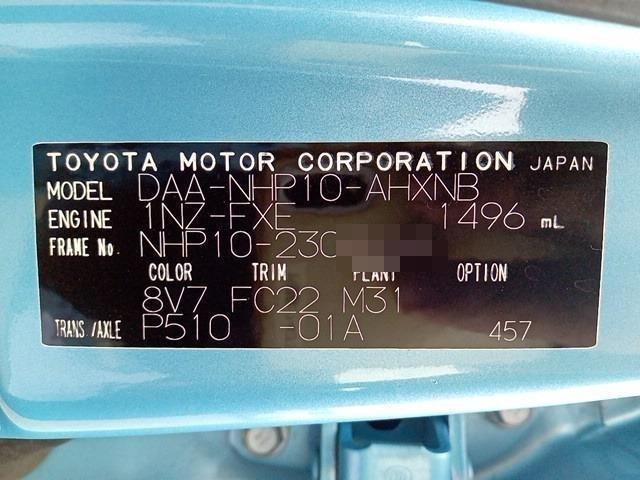 TOYOTA MOTOR CORPORATION JAPAN
MODEL DAA-NHP10-AHXNB
ENGINE 1NZ-FXE 1496 mL
FRAME No. NHP10-230
COLOR TRIM PLANT OPTION
8V7 FC22 M31
TRANS./AXLE P510 -01A 457